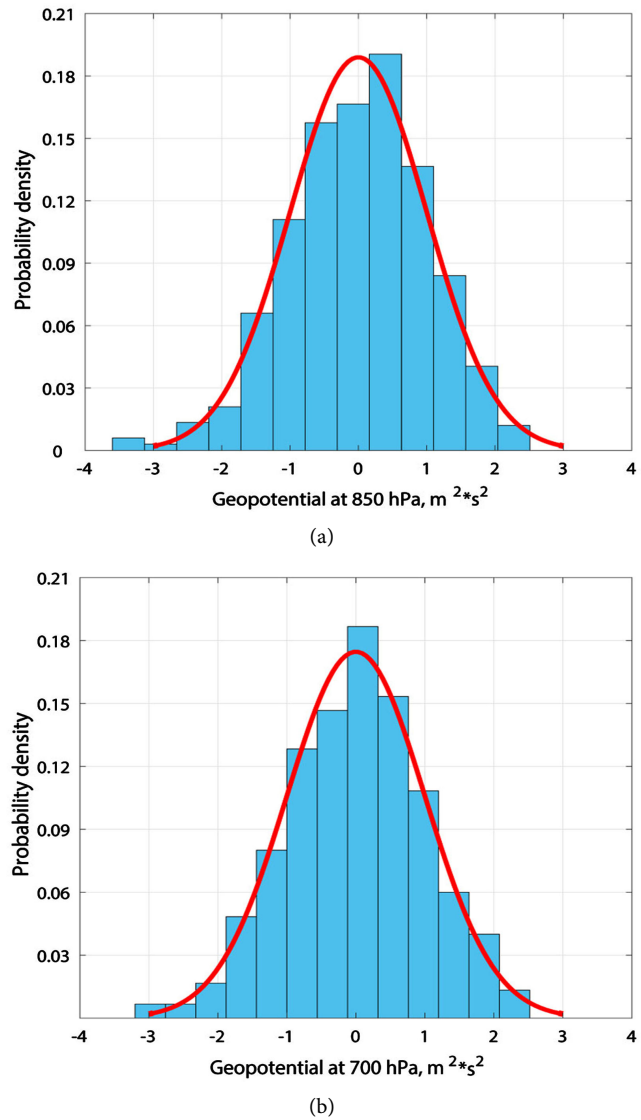 0.21
0.18
0.15
0.12
0.09
0.06
0.03
0
Probability density
-4 -3 -2 -1 0 1 2 3 4
Geopotential at 850 hPa, m ²*s²
(a)
0.21
0.18
0.15
0.12
0.09
0.06
0.03
Probability density
-4 -3 -2 -1 0 1 2 3 4
Geopotential at 700 hPa, m ²*s²
(b)